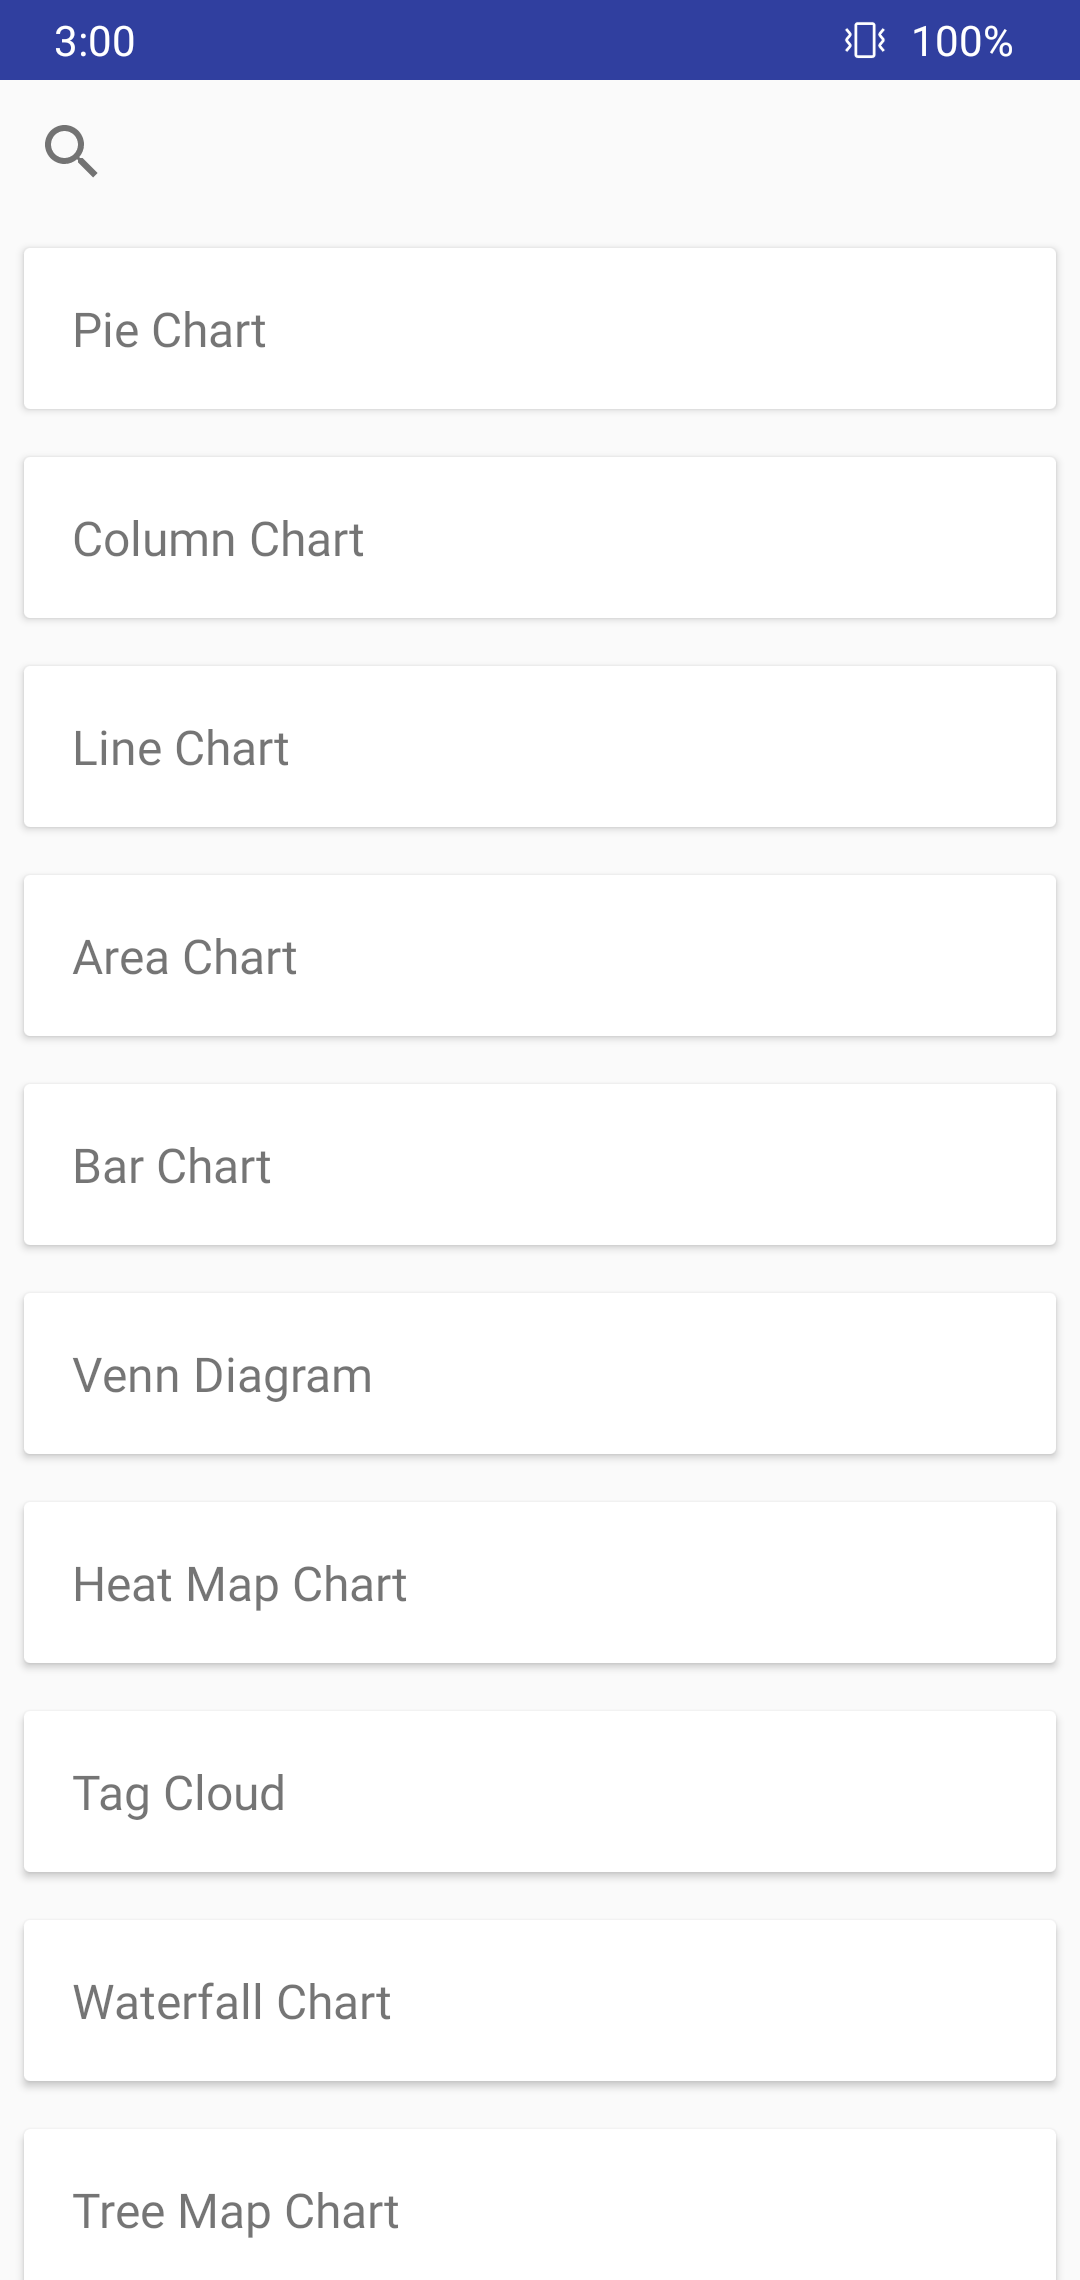 3:00 100%
Pie Chart
Column Chart
Line Chart
Area Chart
Bar Chart
Venn Diagram
Heat Map Chart
Tag Cloud
Waterfall Chart
Tree Map Chart